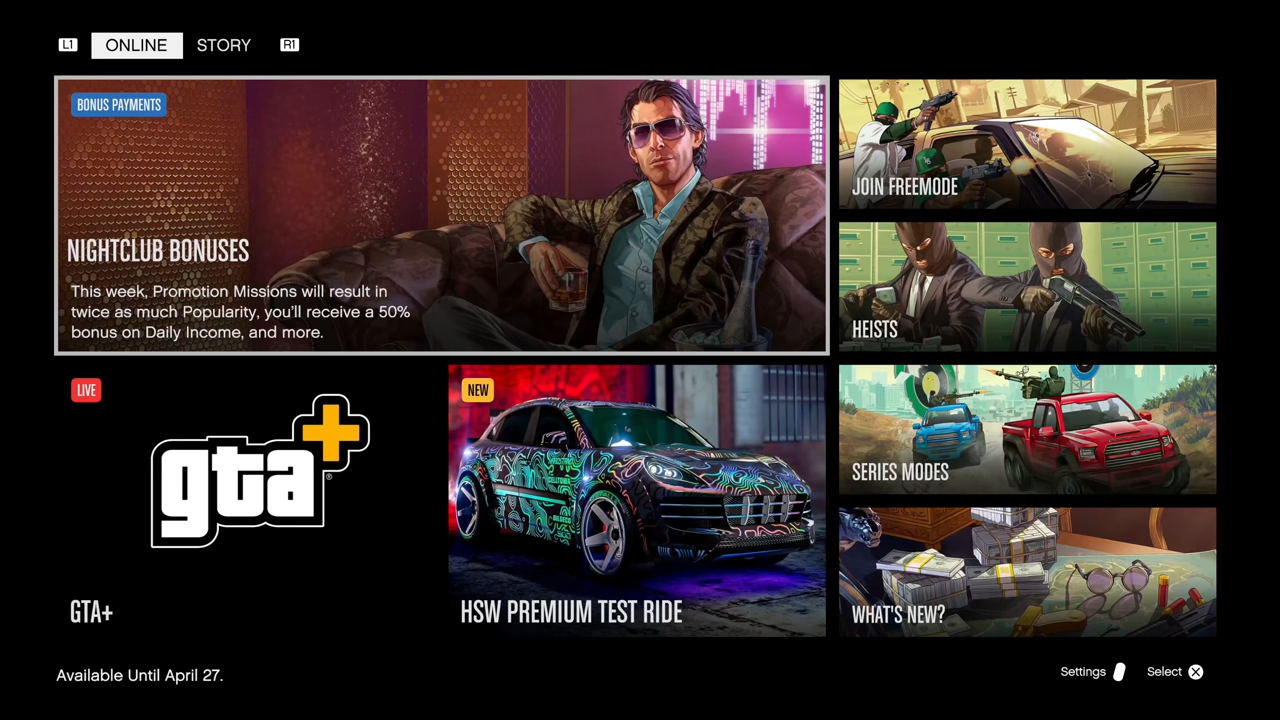 L1 ONLINE STORY R1
BONUS PAYMENTS
NIGHTCLUB BONUSES
This week, Promotion Missions will result in
twice as much Popularity, you'll receive a 50%
bonus on Daily Income, and more.
JOIN FREEMODE
HEISTS
LIVE
gta+®
GTA+
NEW
HSW PREMIUM TEST RIDE
SERIES MODES
WHAT'S NEW?
Available Until April 27.
Settings Select